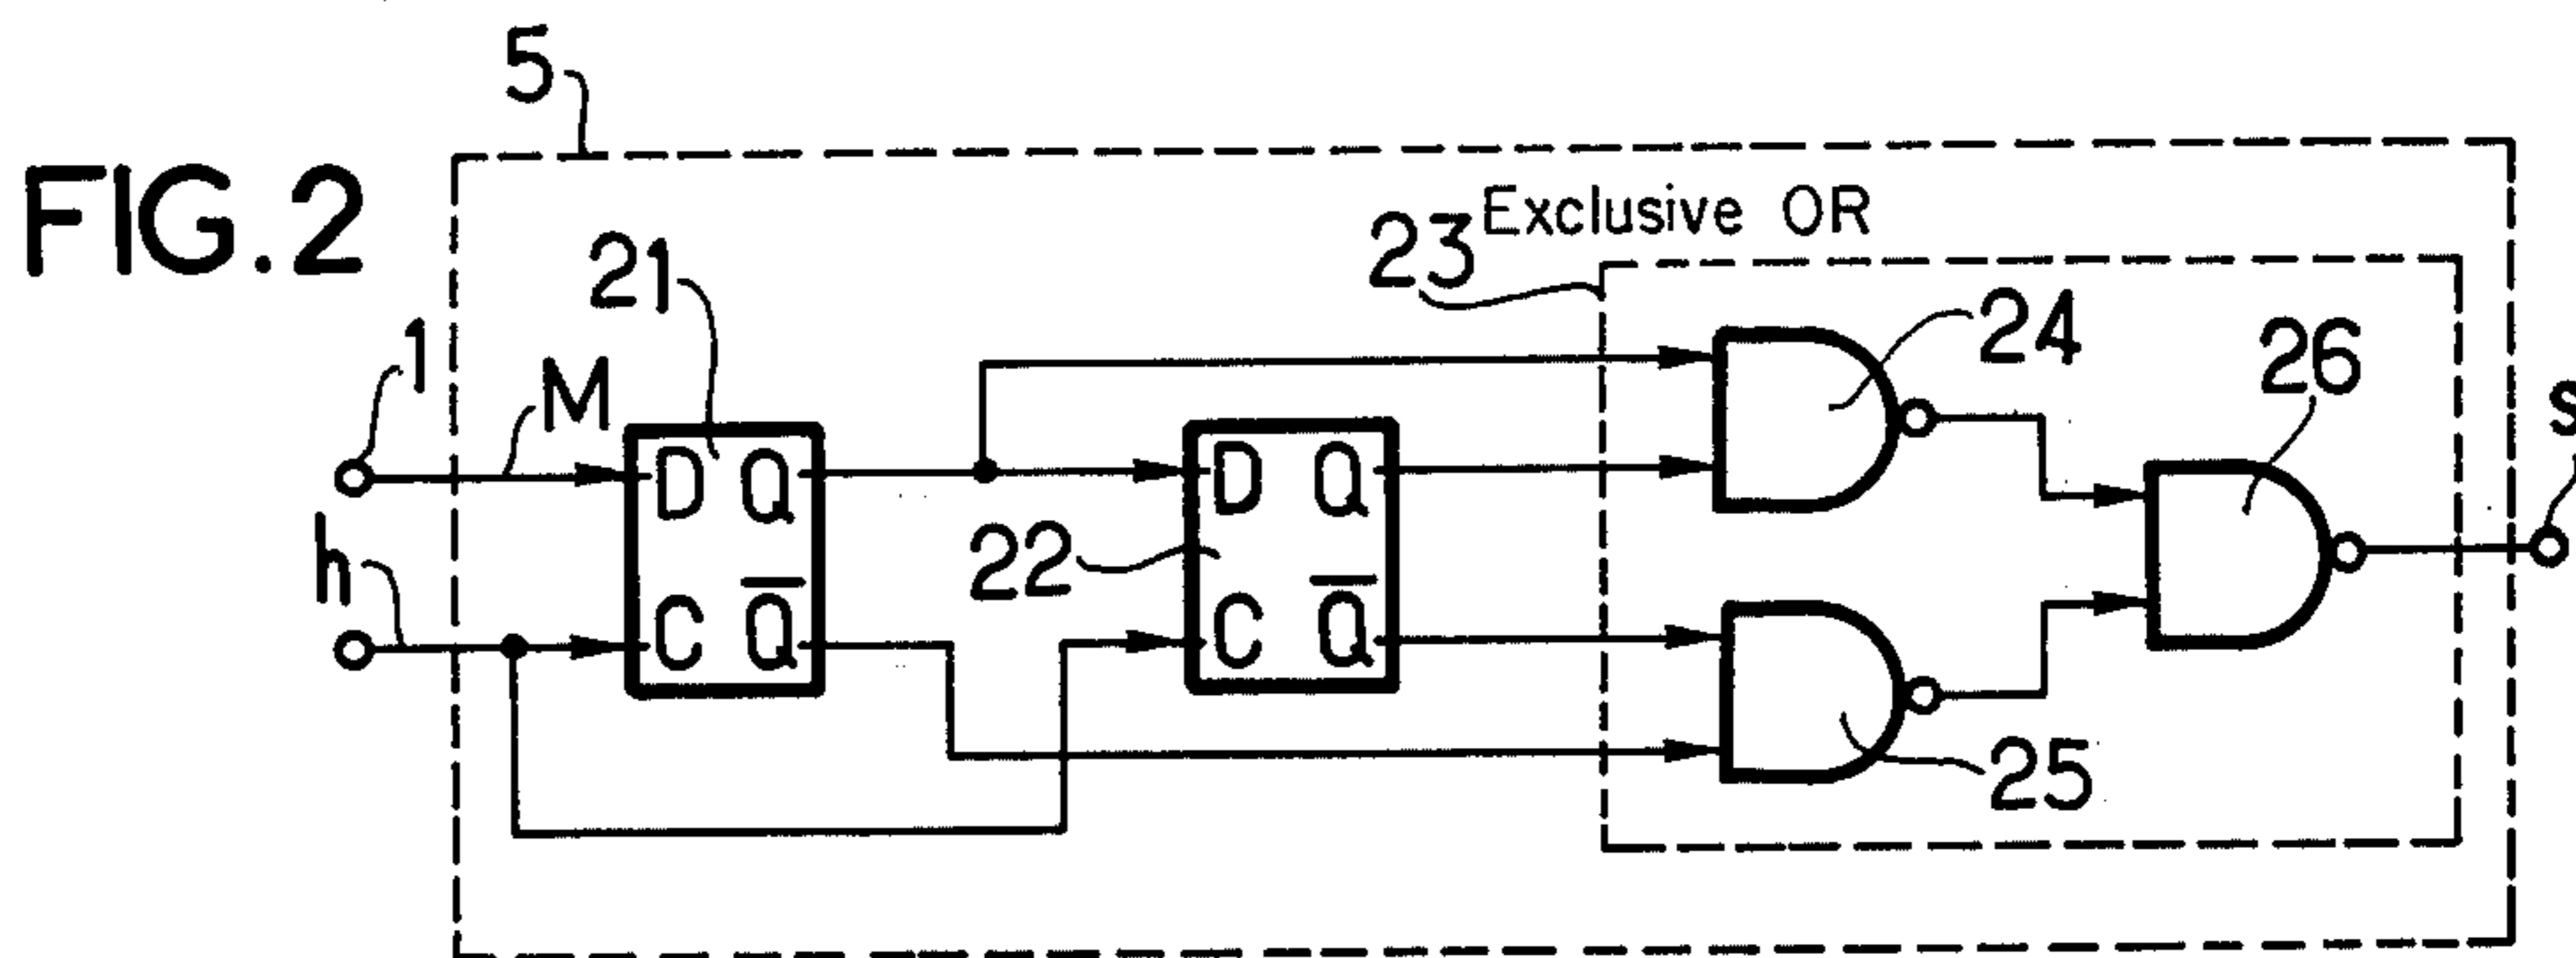 FIG.2
5
Exclusive OR
23
21
24
26
1
M
s
D Q
D Q
h
22
C Q̅
C Q̅
25